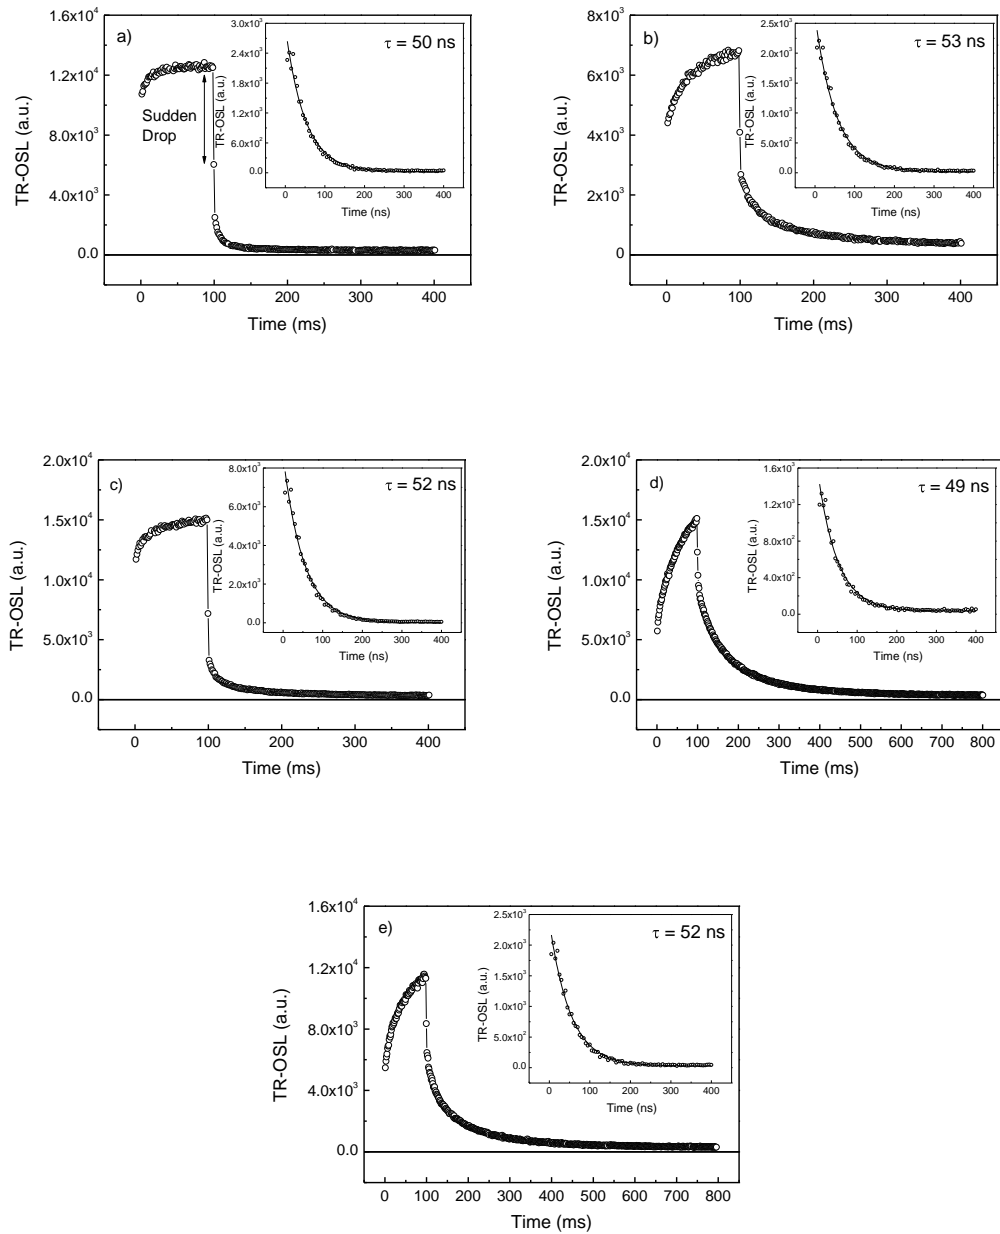 a)
τ = 50 ns
Sudden
Drop
TR-OSL (a.u.)
1.6x10⁴
1.2x10⁴
8.0x10³
4.0x10³
0.0
0 100 200 300 400
Time (ms)
TR-OSL (a.u.)
3.0x10³
2.4x10³
1.8x10³
1.2x10³
6.0x10²
0.0
0 100 200 300 400
Time (ns)
b)
τ = 53 ns
TR-OSL (a.u.)
8x10³
6x10³
4x10³
2x10³
0
0 100 200 300 400
Time (ms)
TR-OSL (a.u.)
2.5x10³
2.0x10³
1.5x10³
1.0x10³
5.0x10²
0.0
0 100 200 300 400
Time (ns)
c)
τ = 52 ns
TR-OSL (a.u.)
2.0x10⁴
1.5x10⁴
1.0x10⁴
5.0x10³
0.0
0 100 200 300 400
Time (ms)
TR-OSL (a.u.)
8.0x10³
6.0x10³
4.0x10³
2.0x10³
0.0
0 100 200 300 400
Time (ns)
d)
τ = 49 ns
TR-OSL (a.u.)
2.0x10⁴
1.5x10⁴
1.0x10⁴
5.0x10³
0.0
0 100 200 300 400 500 600 700 800
Time (ms)
TR-OSL (a.u.)
1.6x10³
1.2x10³
8.0x10²
4.0x10²
0.0
0 100 200 300 400
Time (ns)
e)
τ = 52 ns
TR-OSL (a.u.)
1.6x10⁴
1.2x10⁴
8.0x10³
4.0x10³
0.0
0 100 200 300 400 500 600 700 800
Time (ms)
TR-OSL (a.u.)
2.5x10³
2.0x10³
1.5x10³
1.0x10³
5.0x10²
0.0
0 100 200 300 400
Time (ns)